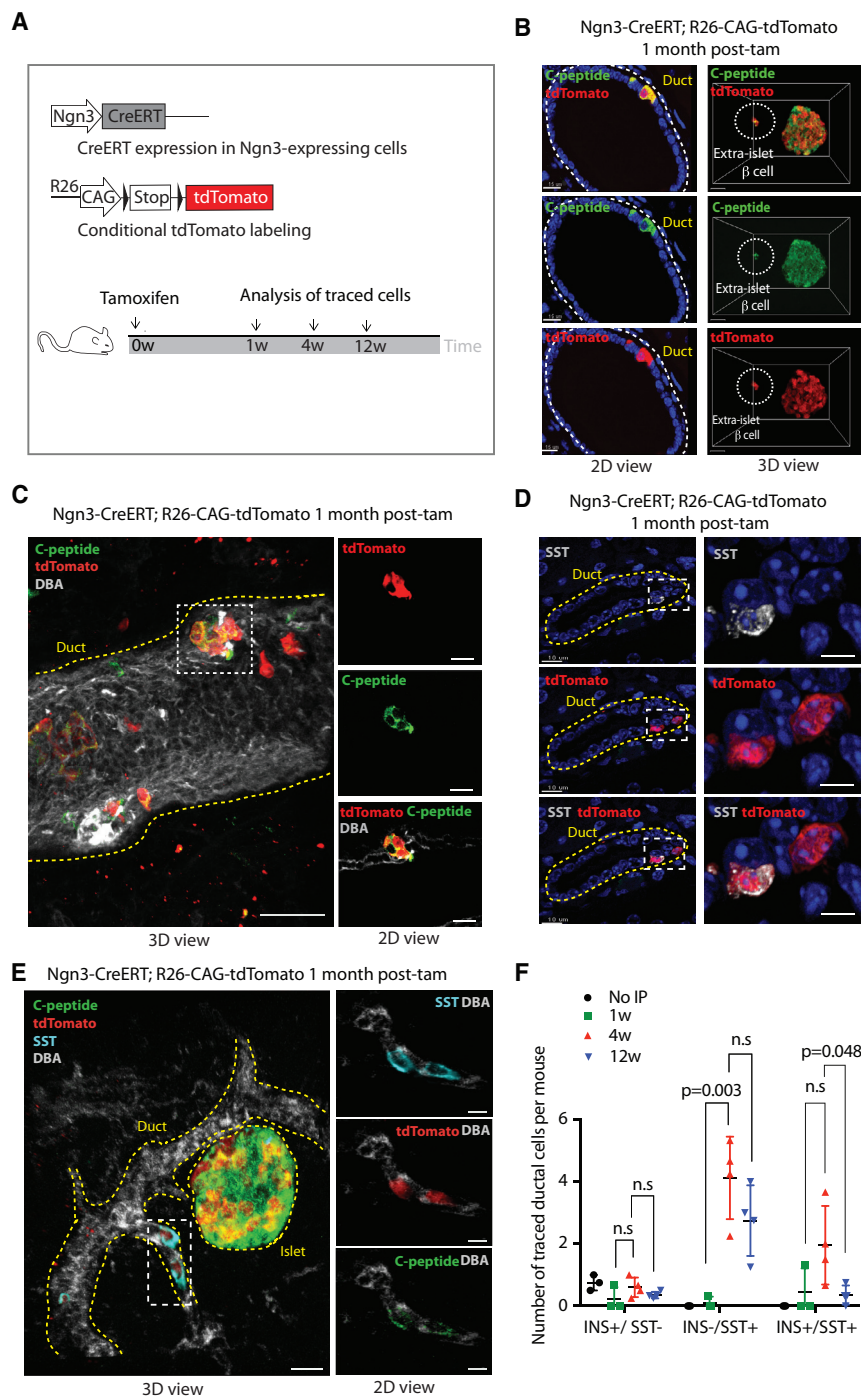 A
Ngn3
CreERT
CreERT expression in Ngn3-expressing cells
R26
CAG
Stop
tdTomato
Conditional tdTomato labeling
Tamoxifen
Analysis of traced cells
0w
1w
4w
12w
Time
B
Ngn3-CreERT; R26-CAG-tdTomato
1 month post-tam
C-peptide
tdTomato
Duct
C-peptide
tdTomato
Extra-islet
β cell
C-peptide
Duct
C-peptide
Extra-islet
β cell
tdTomato
Duct
tdTomato
Extra-islet
β cell
2D view
3D view
C
Ngn3-CreERT; R26-CAG-tdTomato 1 month post-tam
C-peptide
tdTomato
DBA
Duct
tdTomato
C-peptide
tdTomato C-peptide
DBA
3D view
2D view
D
Ngn3-CreERT; R26-CAG-tdTomato
1 month post-tam
SST
Duct
10 um
SST
tdTomato
10 um
tdTomato
SST tdTomato
Duct
10 um
SST tdTomato
E
Ngn3-CreERT; R26-CAG-tdTomato 1 month post-tam
C-peptide
tdTomato
SST
DBA
Duct
Islet
SST DBA
tdTomato DBA
C-peptide DBA
3D view
2D view
F
No IP
1w
4w
12w
n.s
p=0.003
n.s
n.s
n.s
p=0.048
Number of traced ductal cells per mouse
6
4
2
0
INS+/ SST-
INS-/SST+
INS+/SST+